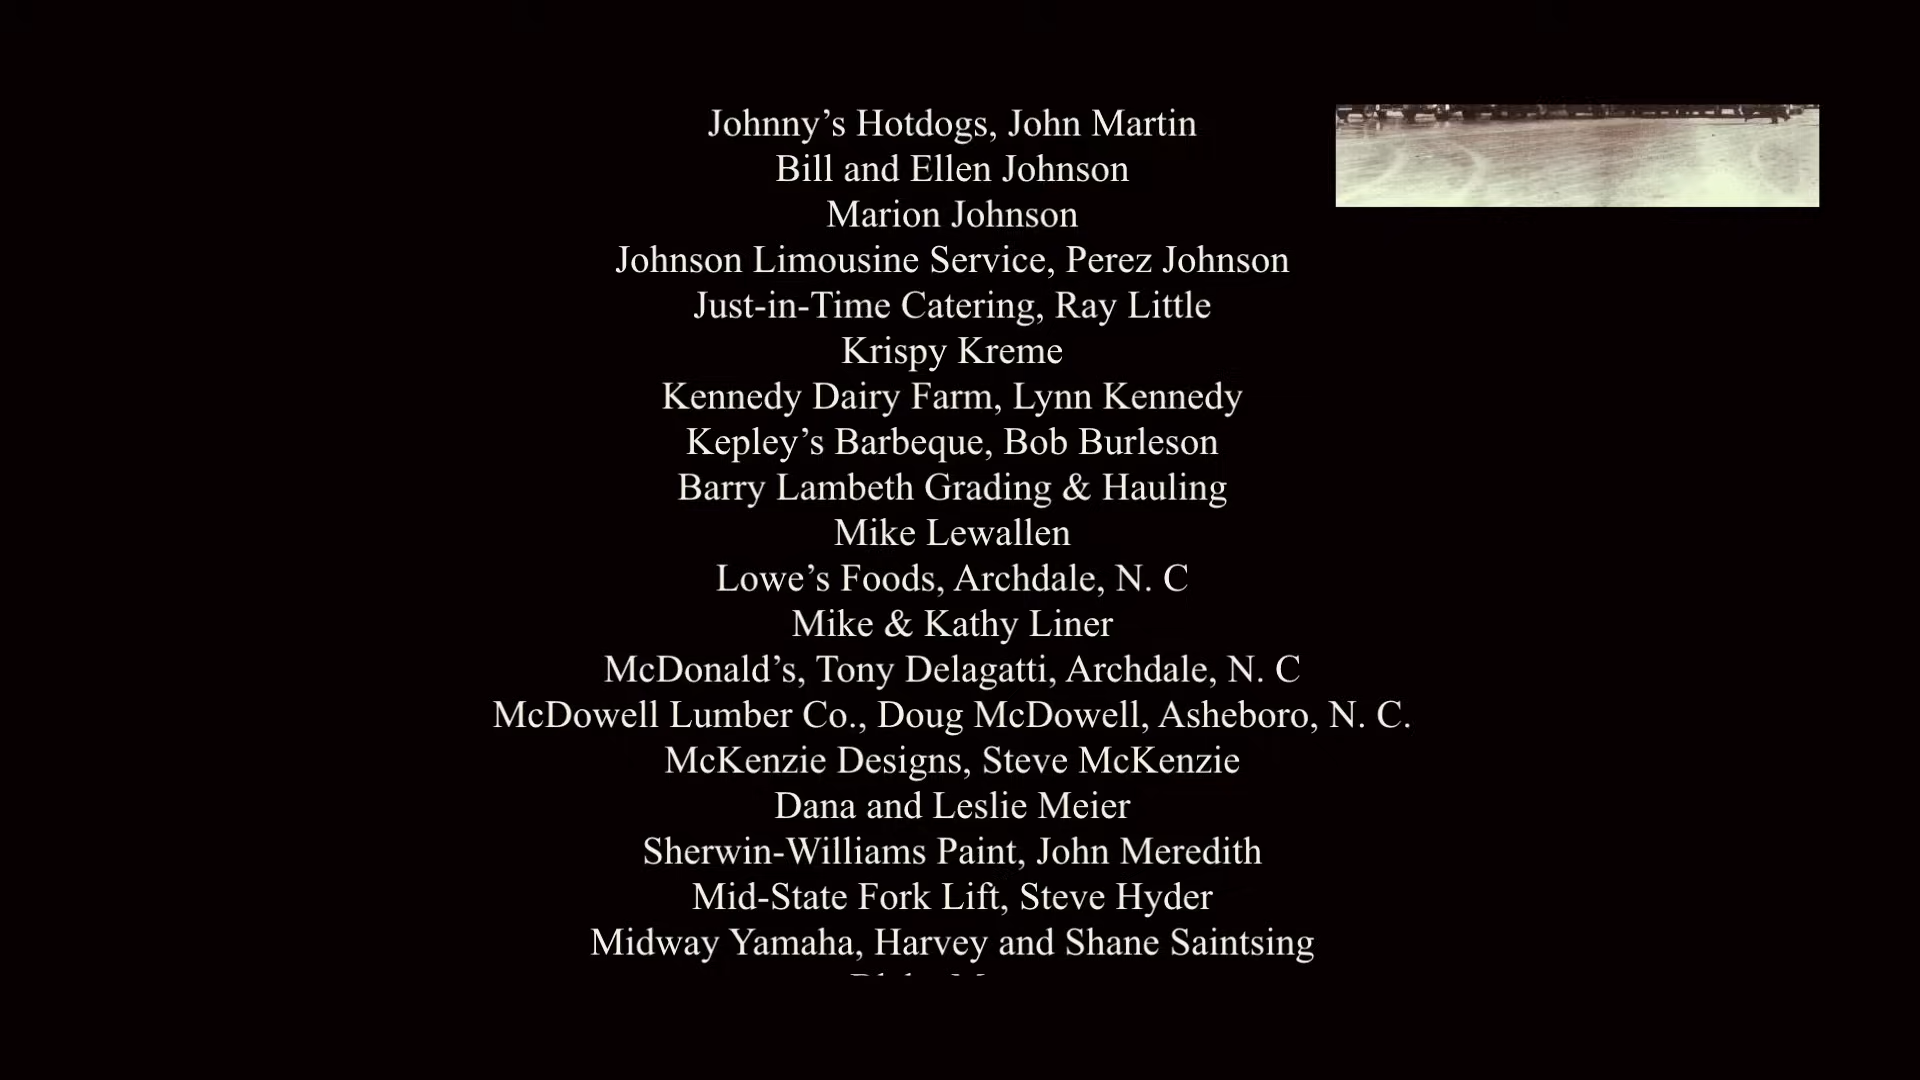 Johnny’s Hotdogs, John Martin
Bill and Ellen Johnson
Marion Johnson
Johnson Limousine Service, Perez Johnson
Just-in-Time Catering, Ray Little
Krispy Kreme
Kennedy Dairy Farm, Lynn Kennedy
Kepley’s Barbeque, Bob Burleson
Barry Lambeth Grading & Hauling
Mike Lewallen
Lowe’s Foods, Archdale, N. C
Mike & Kathy Liner
McDonald’s, Tony Delagatti, Archdale, N. C
McDowell Lumber Co., Doug McDowell, Asheboro, N. C.
McKenzie Designs, Steve McKenzie
Dana and Leslie Meier
Sherwin-Williams Paint, John Meredith
Mid-State Fork Lift, Steve Hyder
Midway Yamaha, Harvey and Shane Saintsing